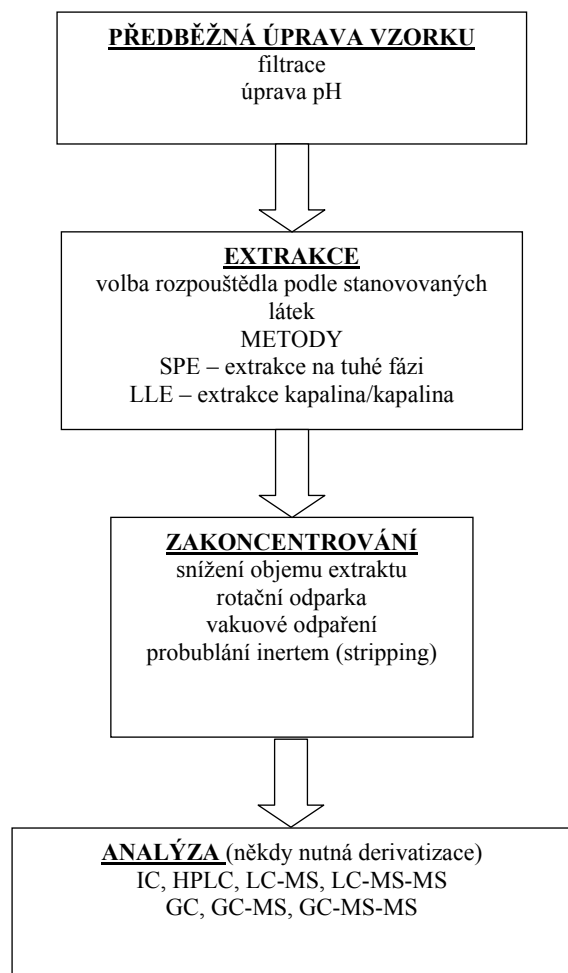 PŘEDBĚŽNÁ ÚPRAVA VZORKU
filtrace
úprava pH
EXTRAKCE
volba rozpouštědla podle stanovovaných
látek
METODY
SPE – extrakce na tuhé fázi
LLE – extrakce kapalina/kapalina
ZAKONCENTROVÁNÍ
snížení objemu extraktu
rotační odparka
vakuové odpaření
probublání inertem (stripping)
ANALÝZA (někdy nutná derivatizace)
IC, HPLC, LC-MS, LC-MS-MS
GC, GC-MS, GC-MS-MS